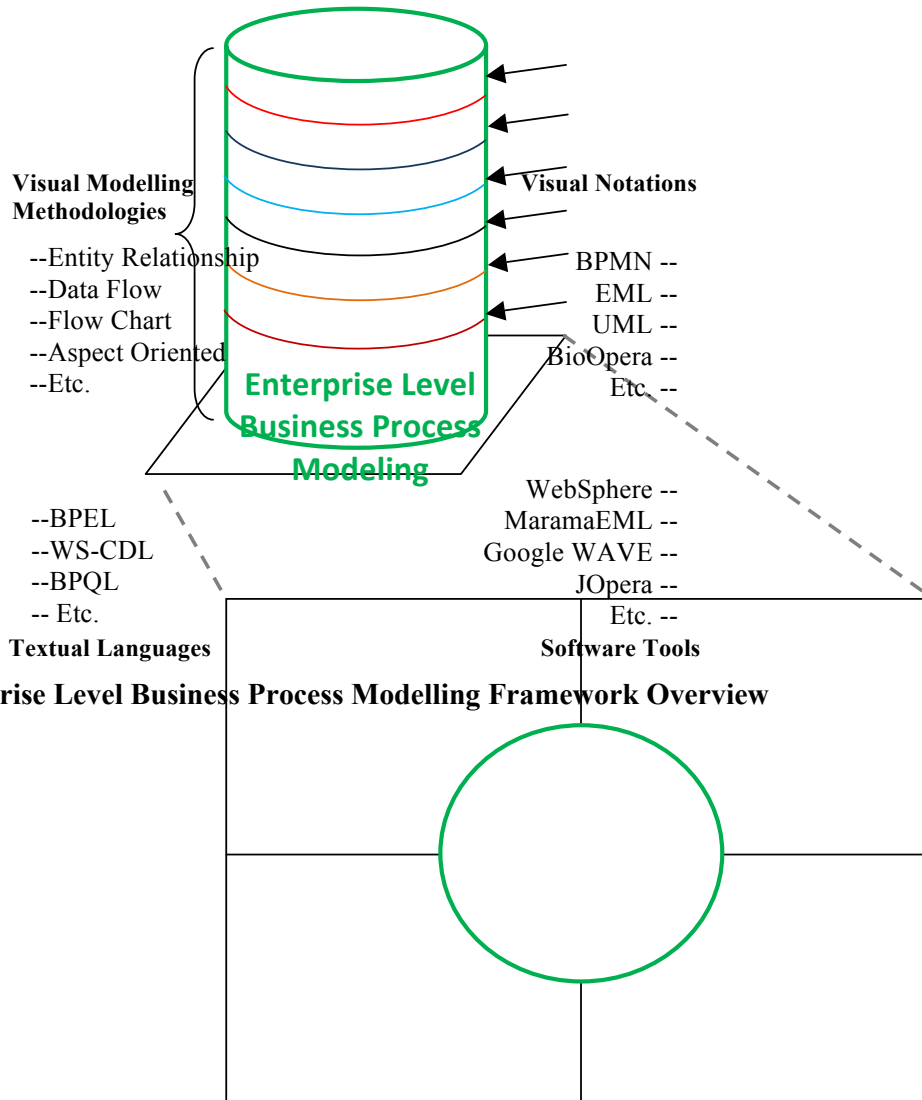 Visual Modelling
Methodologies
--Entity Relationship
--Data Flow
--Flow Chart
--Aspect Oriented
--Etc.
Visual Notations
BPMN --
EML --
UML --
BioOpera --
Etc. --
Enterprise Level
Business Process
Modeling
--BPEL
--WS-CDL
--BPQL
-- Etc.
Textual Languages
WebSphere --
MaramaEML --
Google WAVE --
JOpera --
Etc. --
Software Tools
rise Level Business Process Modelling Framework Overview